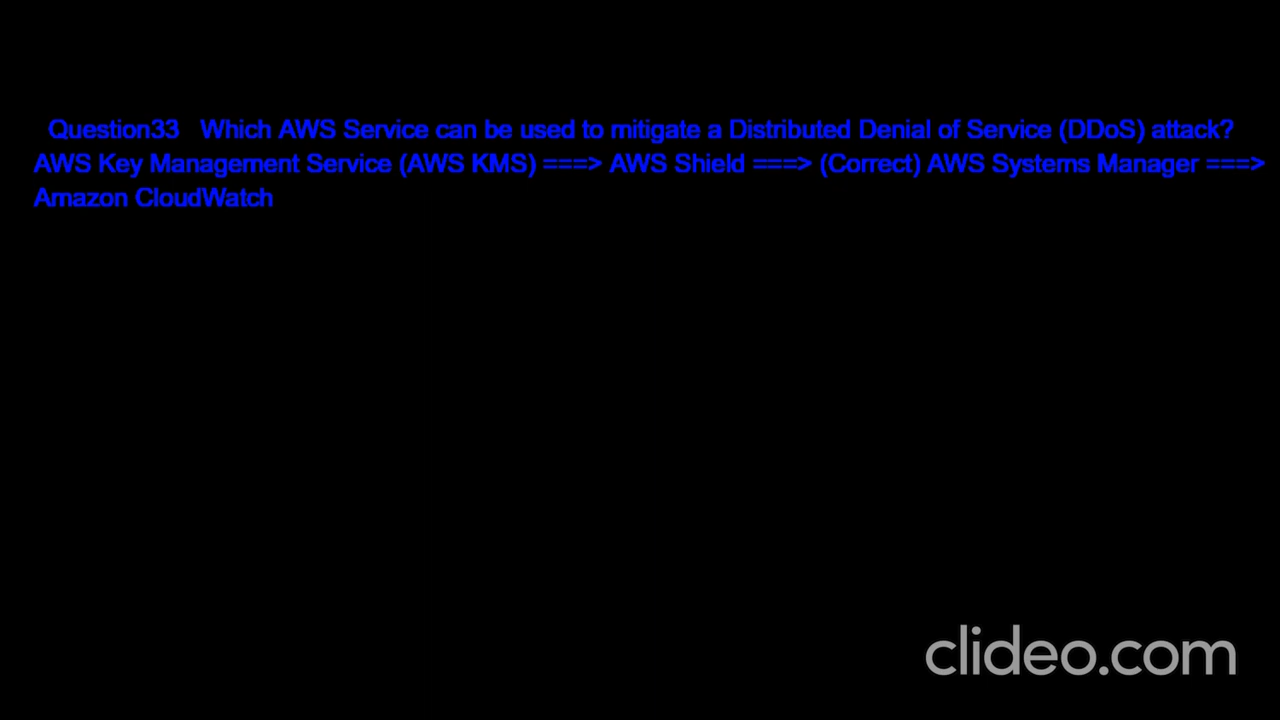 Question33 Which AWS Service can be used to mitigate a Distributed Denial of Service (DDoS) attack?
AWS Key Management Service (AWS KMS) ===> AWS Shield ===> (Correct) AWS Systems Manager ===>
Amazon CloudWatch
clideo.com